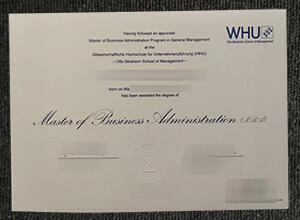 Having followed an approved
WHU
Master of Business Administration Program in General Management
Otto Beisheim School of Management
at the
Wissenschaftliche Hochschule für Unternehmensführung (WHU)
– Otto Beisheim School of Management –
born on Ma
has been awarded the degree of
Master of Business Administration (MBA)